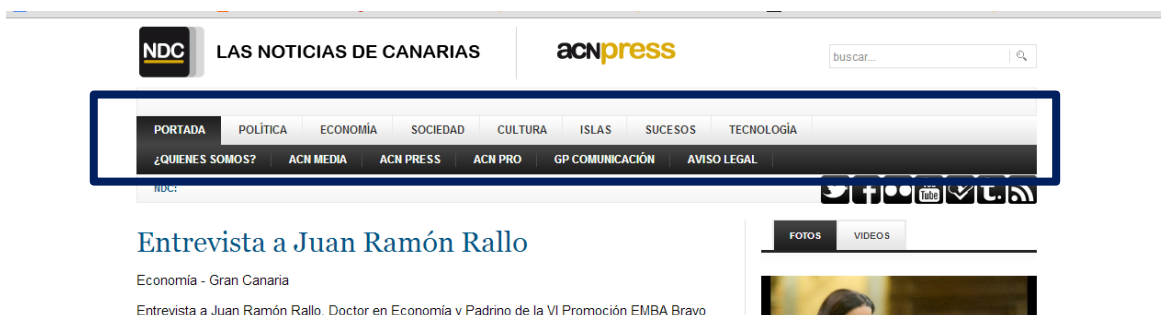 NDC LAS NOTICIAS DE CANARIAS acnpress buscar...
PORTADA POLÍTICA ECONOMÍA SOCIEDAD CULTURA ISLAS SUCESOS TECNOLOGÍA
¿QUIENES SOMOS? ACN MEDIA ACN PRESS ACN PRO GP COMUNICACIÓN AVISO LEGAL
NDC:
You Tube t.
Entrevista a Juan Ramón Rallo
FOTOS VIDEOS
Economía - Gran Canaria
Entrevista a Juan Ramón Rallo, Doctor en Economía y Padrino de la VI Promoción EMBA Bravo